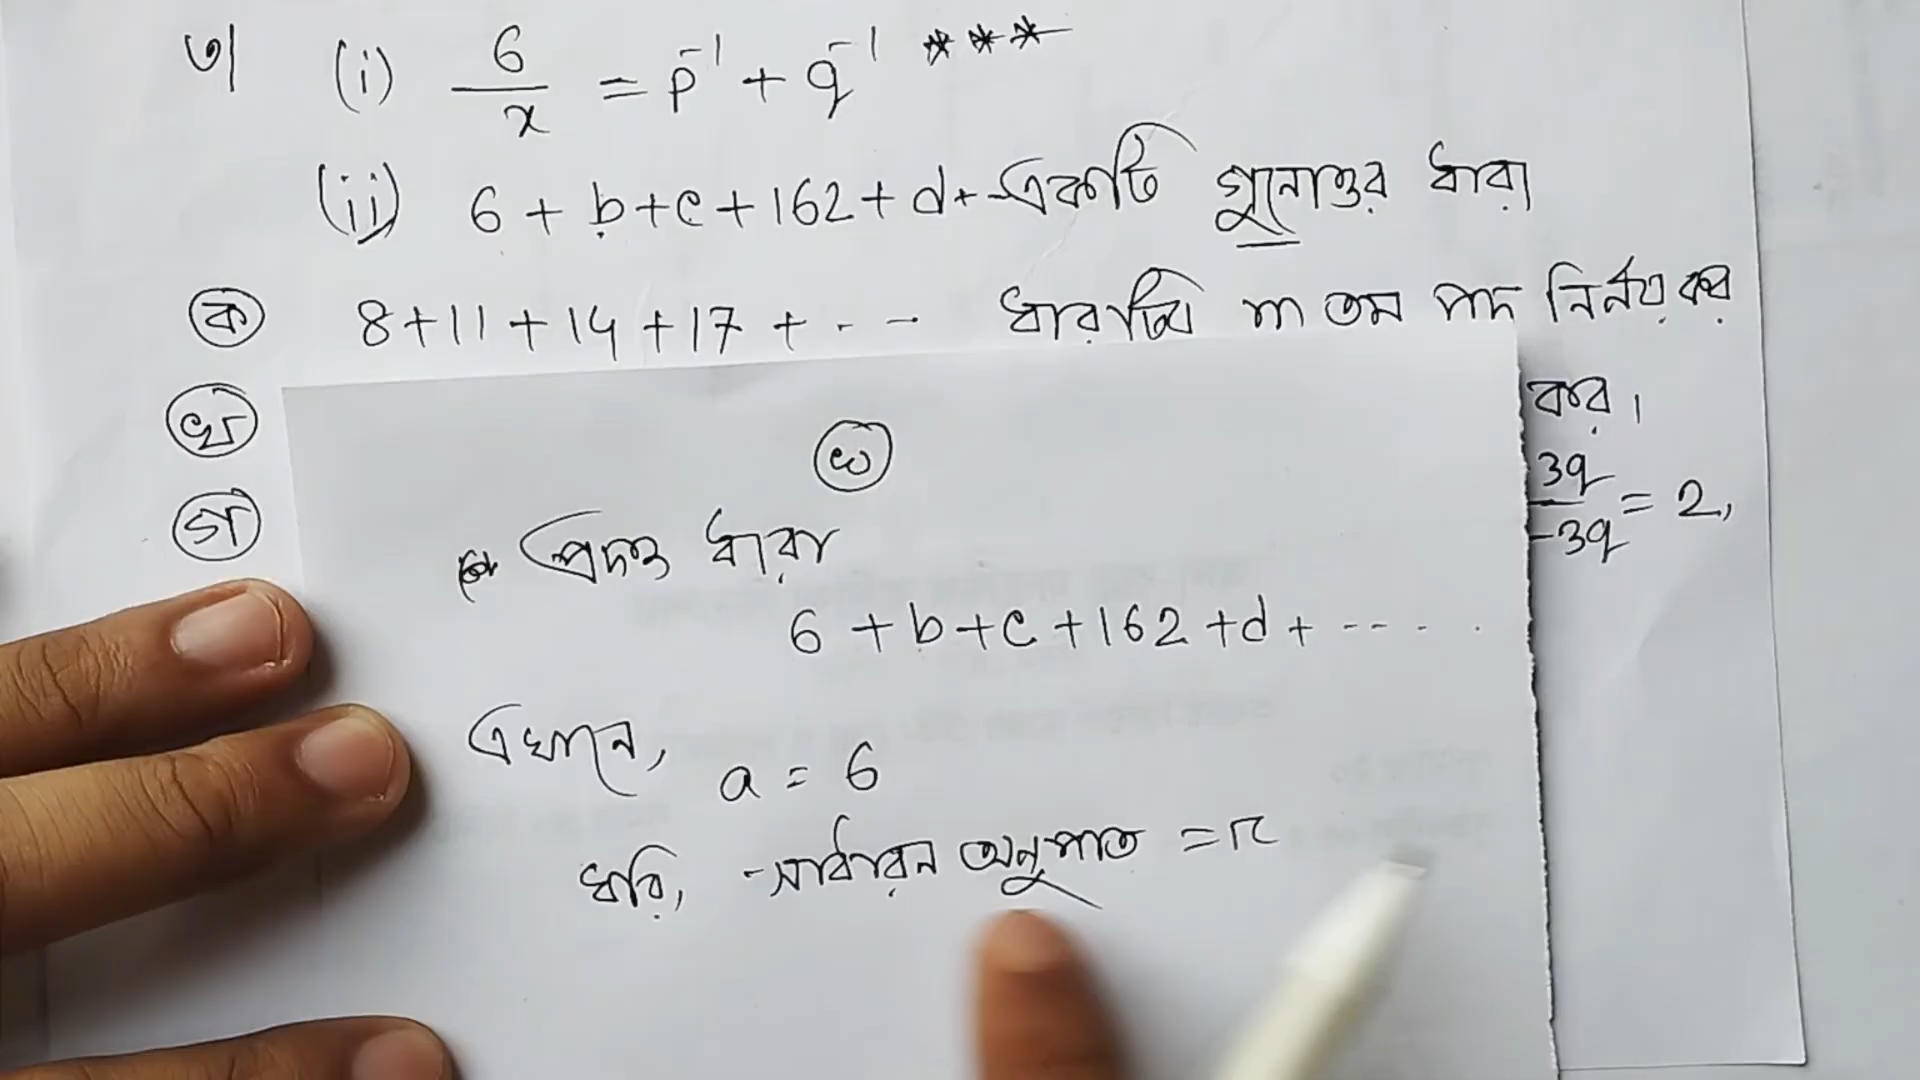 ৩। (i) 6/x = p⁻¹ + q⁻¹ ***
(ii) 6 + b + c + 162 + d + -একটি গুনোত্তর ধারা
ক 8 + 11 + 14 + 17 + - - - ধারাটির m তম পদ নির্নয় কর
খ কর।
গ 3q/-3q = 2,
খ
প্রদত্ত ধারা
6 + b + c + 162 + d + ---- .
এখানে, a = 6
ধরি, সাধারন অনুপাত = r